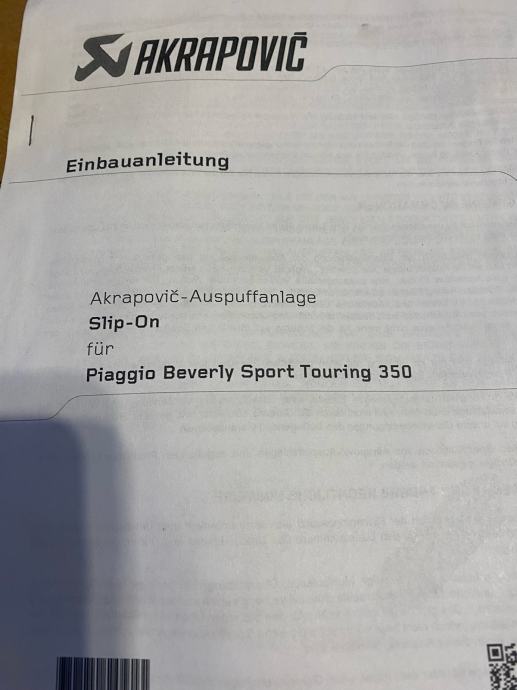 AKRAPOVIČ
Einbauanleitung
Akrapovič-Auspuffanlage
Slip-On
für
Piaggio Beverly Sport Touring 350